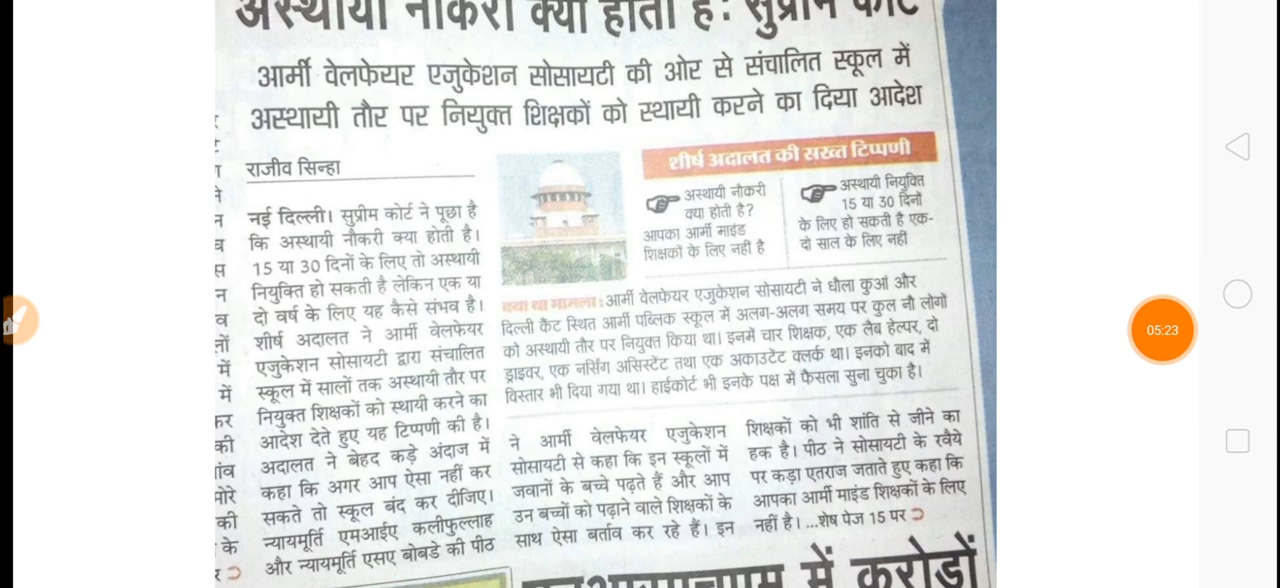 अस्थायी नौकरी क्या होती है: सुप्रीम कोर्ट
आर्मी वेलफेयर एजुकेशन सोसायटी की ओर से संचालित स्कूल में
अस्थायी तौर पर नियुक्त शिक्षकों को स्थायी करने का दिया आदेश
राजीव सिन्हा
नई दिल्ली। सुप्रीम कोर्ट ने पूछा है
कि अस्थायी नौकरी क्या होती है।
15 या 30 दिनों के लिए तो अस्थायी
नियुक्ति हो सकती है लेकिन एक या
दो वर्ष के लिए यह कैसे संभव है।
शीर्ष अदालत ने आर्मी वेलफेयर
एजुकेशन सोसायटी द्वारा संचालित
स्कूल में सालों तक अस्थायी तौर पर
नियुक्त शिक्षकों को स्थायी करने का
आदेश देते हुए यह टिप्पणी की है।
अदालत ने बेहद कड़े अंदाज में
कहा कि अगर आप ऐसा नहीं कर
सकते तो स्कूल बंद कर दीजिए।
न्यायमूर्ति एमआईए कलीफुल्लाह
और न्यायमूर्ति एसए बोबडे की पीठ
शीर्ष अदालत की सख्त टिप्पणी
अस्थायी नौकरी
क्या होती है?
आपका आर्मी माइंड
शिक्षकों के लिए नहीं है
अस्थायी नियुक्ति
15 या 30 दिनों
के लिए हो सकती है एक-
दो साल के लिए नहीं
क्या था मामला: आर्मी वेलफेयर एजुकेशन सोसायटी ने धौला कुआं और
दिल्ली कैंट स्थित आर्मी पब्लिक स्कूल में अलग-अलग समय पर कुल नौ लोगों
को अस्थायी तौर पर नियुक्त किया था। इनमें चार शिक्षक, एक लैब हेल्पर, दो
ड्राइवर, एक नर्सिंग असिस्टेंट तथा एक अकाउटेंट क्लर्क था। इनको बाद में
विस्तार भी दिया गया था। हाईकोर्ट भी इनके पक्ष में फैसला सुना चुका है।
ने आर्मी वेलफेयर एजुकेशन
सोसायटी से कहा कि इन स्कूलों में
जवानों के बच्चे पढ़ते हैं और आप
उन बच्चों को पढ़ाने वाले शिक्षकों के
साथ ऐसा बर्ताव कर रहे हैं। इन
शिक्षकों को भी शांति से जीने का
हक है। पीठ ने सोसायटी के रवैये
पर कड़ा एतराज जताते हुए कहा कि
आपका आर्मी माइंड शिक्षकों के लिए
नहीं है। ...शेष पेज 15 पर
में करोड़ों
05:23